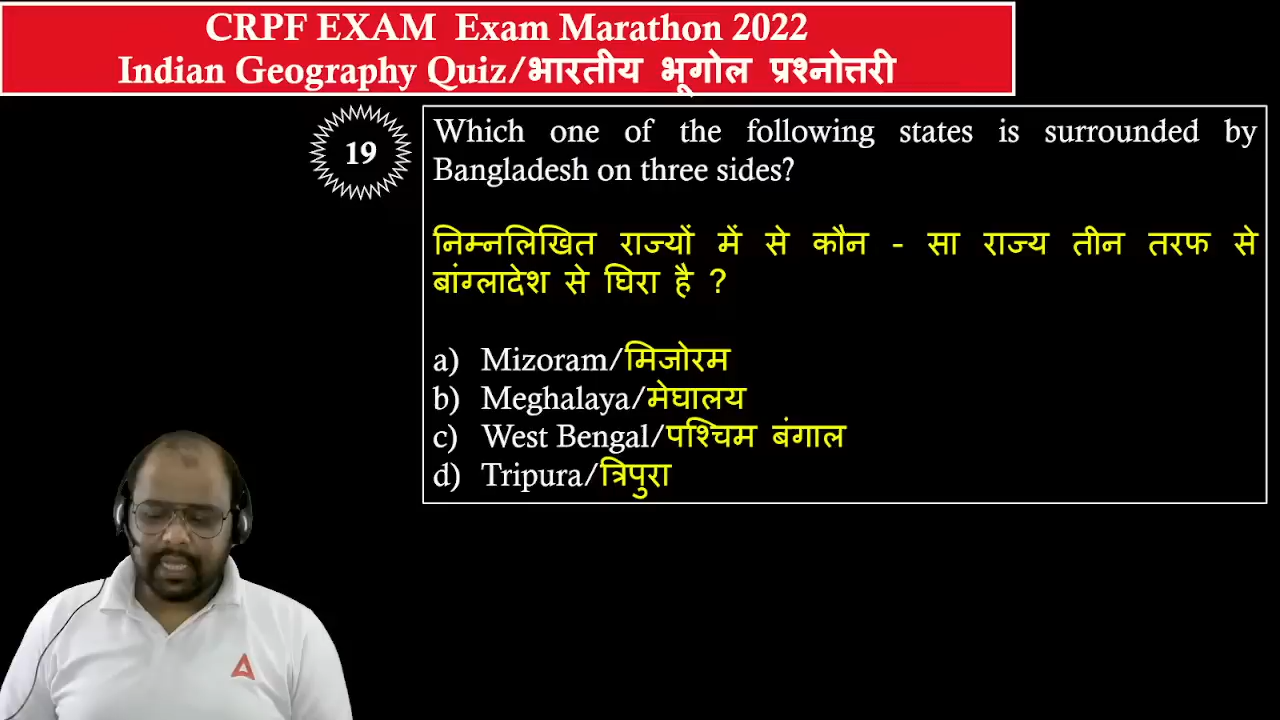 CRPF EXAM Exam Marathon 2022
Indian Geography Quiz/भारतीय भूगोल प्रश्नोत्तरी
19
Which one of the following states is surrounded by
Bangladesh on three sides?
निम्नलिखित राज्यों में से कौन - सा राज्य तीन तरफ से
बांग्लादेश से घिरा है ?
a) Mizoram/मिजोरम
b) Meghalaya/मेघालय
c) West Bengal/पश्चिम बंगाल
d) Tripura/त्रिपुरा